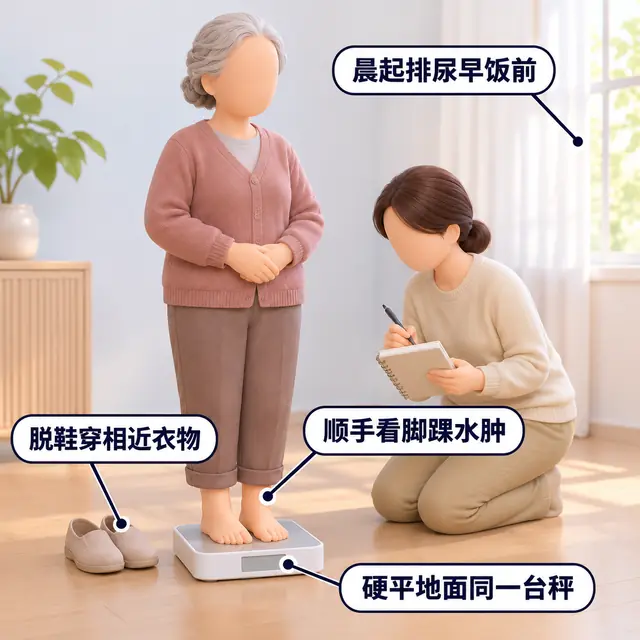 晨起排尿早饭前
脱鞋穿相近衣物
顺手看脚踝水肿
硬平地面同一台秤